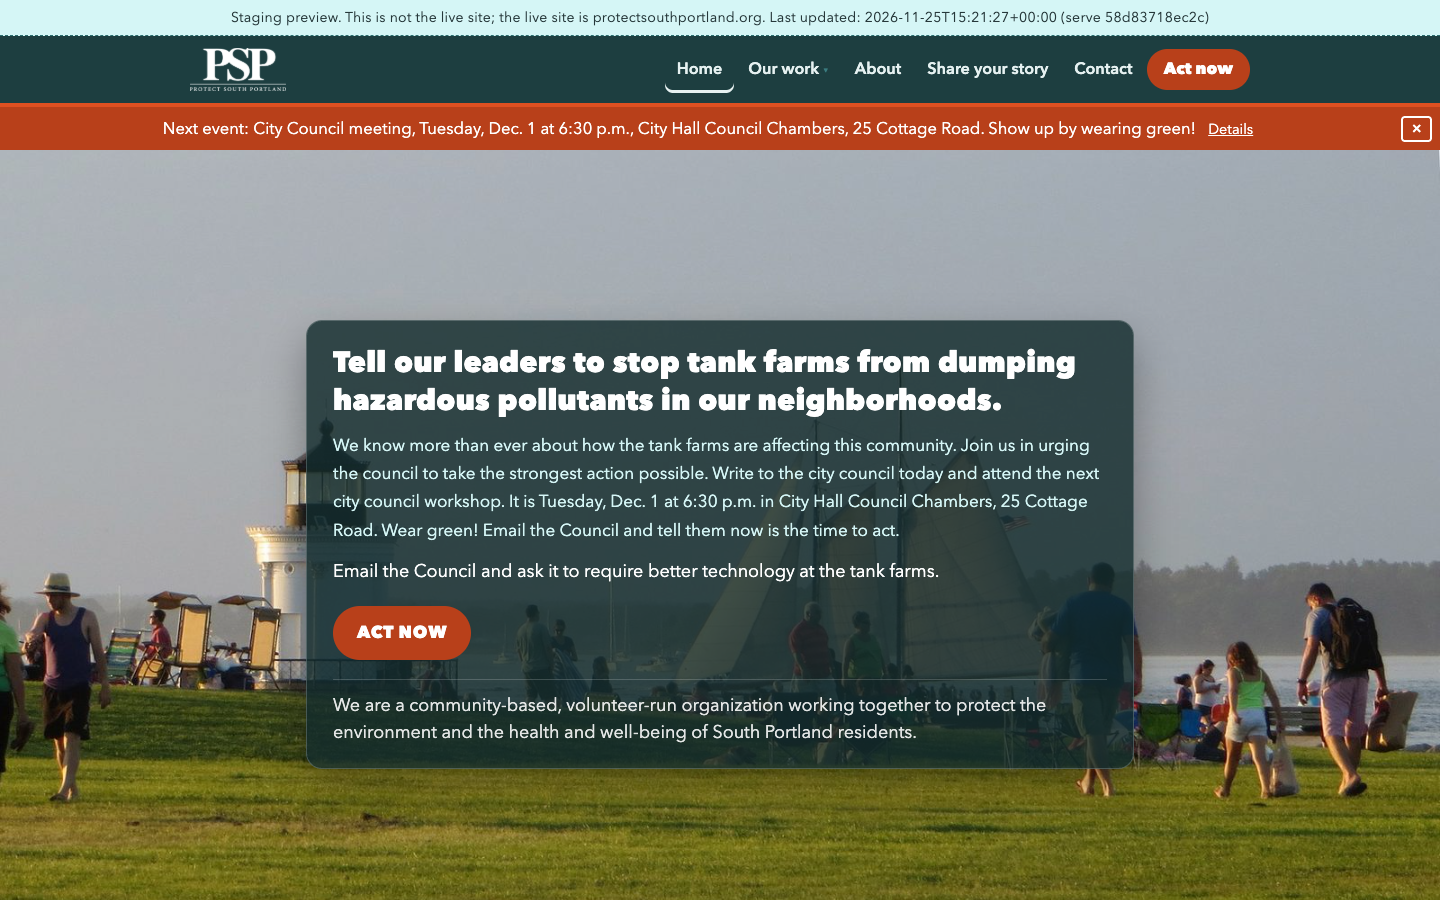 Staging preview. This is not the live site; the live site is protectsouthportland.org. Last updated: 2026-11-25T15:21:27+00:00 (serve 58d83718ec2c)
PSP
PROTECT SOUTH PORTLAND
Home
Our work
About
Share your story
Contact
Act now
Next event: City Council meeting, Tuesday, Dec. 1 at 6:30 p.m., City Hall Council Chambers, 25 Cottage Road. Show up by wearing green! Details
×
Tell our leaders to stop tank farms from dumping
hazardous pollutants in our neighborhoods.
We know more than ever about how the tank farms are affecting this community. Join us in urging
the council to take the strongest action possible. Write to the city council today and attend the next
city council workshop. It is Tuesday, Dec. 1 at 6:30 p.m. in City Hall Council Chambers, 25 Cottage
Road. Wear green! Email the Council and tell them now is the time to act.
Email the Council and ask it to require better technology at the tank farms.
ACT NOW
We are a community-based, volunteer-run organization working together to protect the
environment and the health and well-being of South Portland residents.